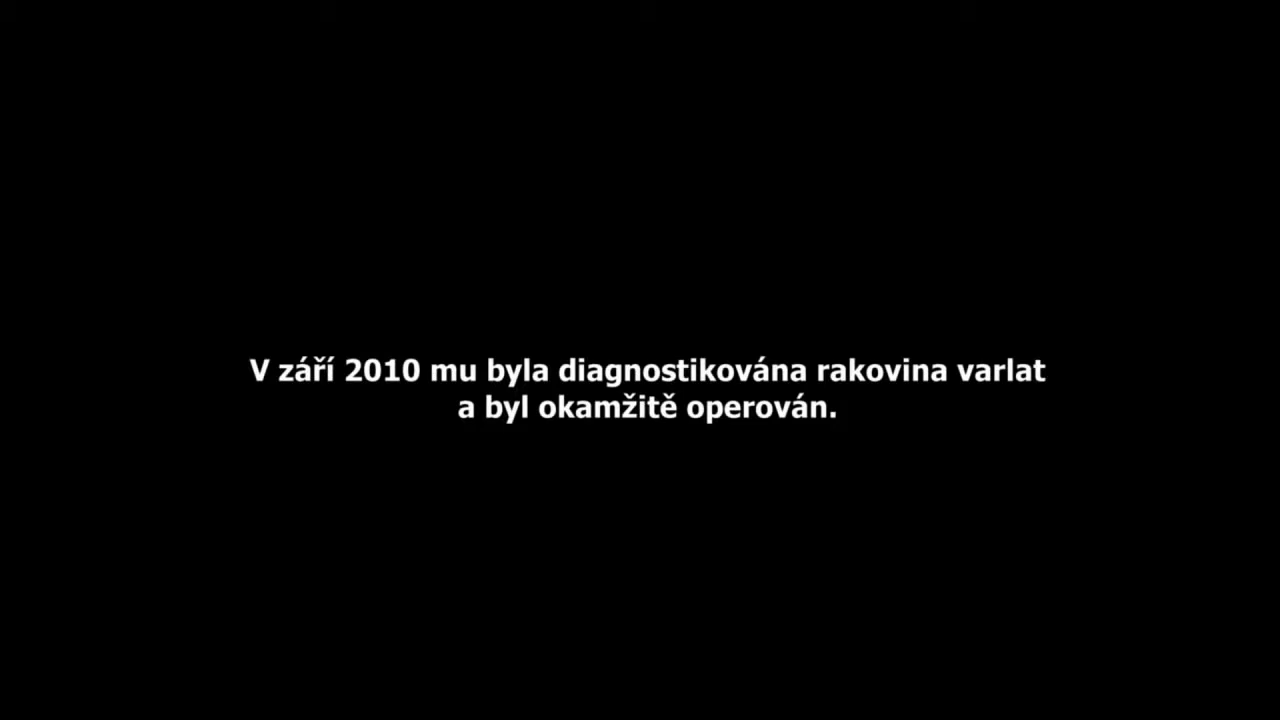 V září 2010 mu byla diagnostikována rakovina varlat
a byl okamžitě operován.